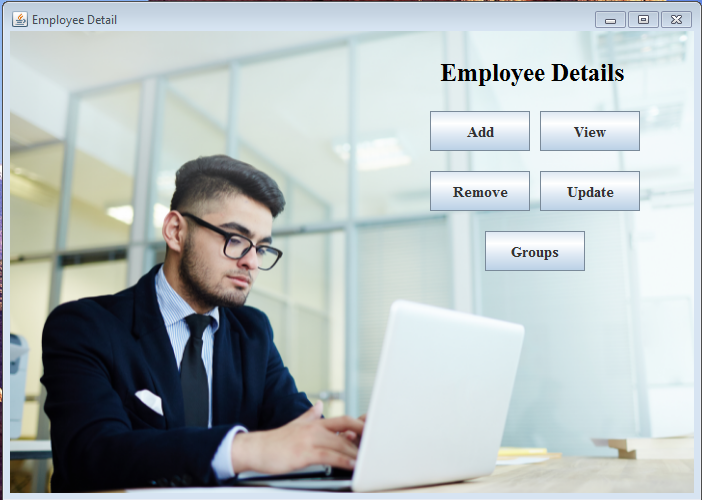 Employee Detail
Employee Details
Add View
Remove Update
Groups